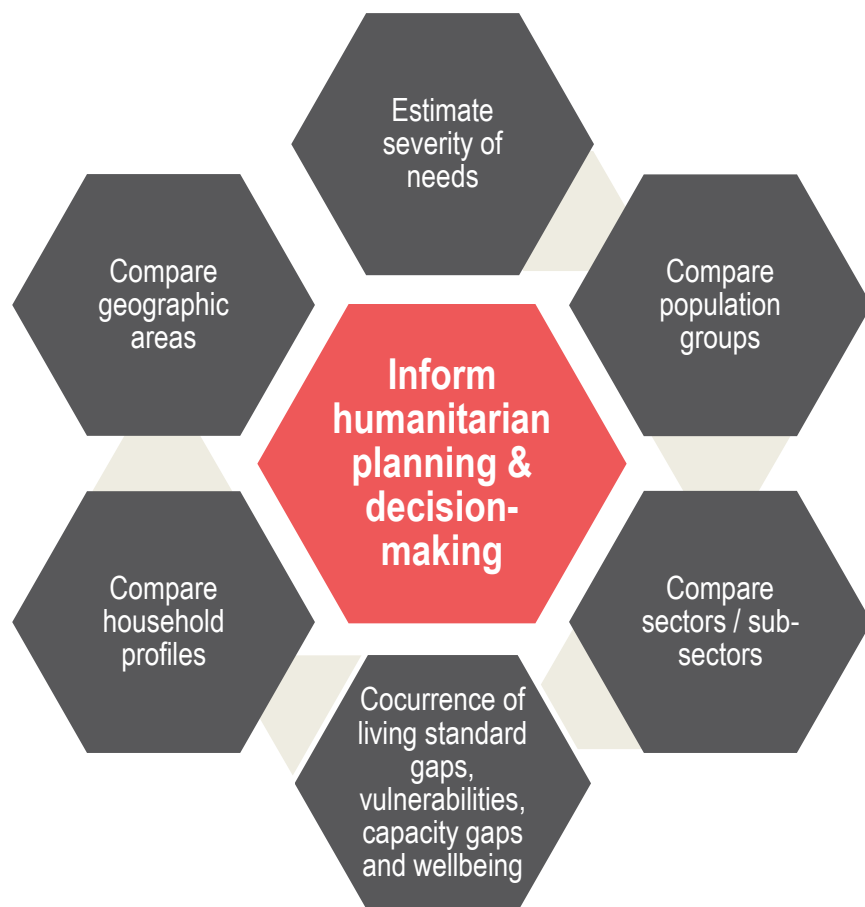 Estimate
severity of
needs
Compare
population
groups
Compare
sectors / sub-
sectors
Cocurrence of
living standard
gaps,
vulnerabilities,
capacity gaps
and wellbeing
Compare
household
profiles
Compare
geographic
areas
Inform
humanitarian
planning &
decision-
making